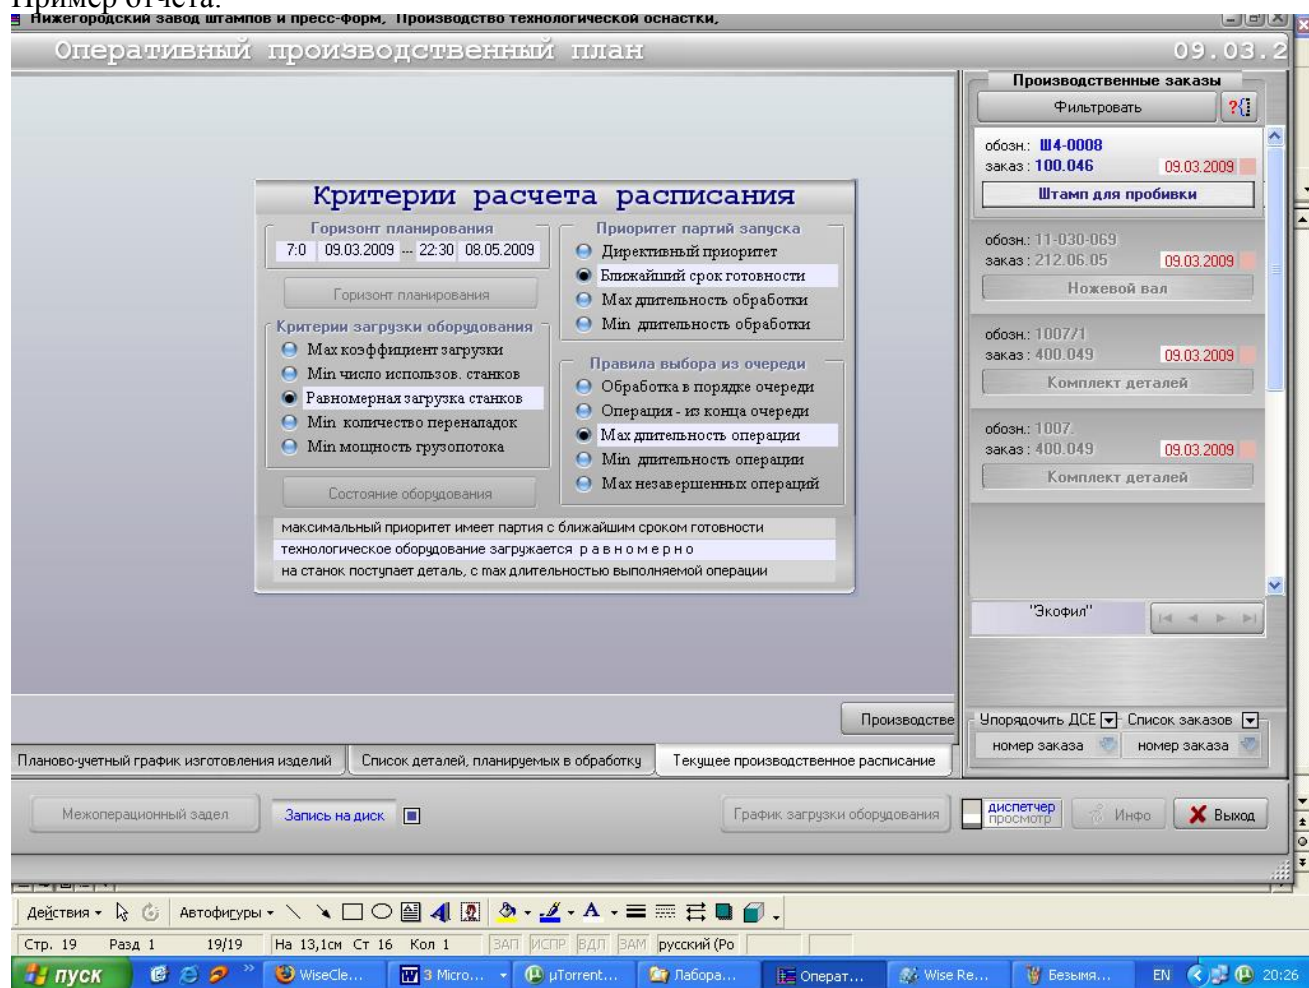 Пример отчета:
Нижегородский завод штампов и пресс-форм, Производство технологической оснастки,
Оперативный производственный план
09.03.2
Критерии расчета расписания
Горизонт планирования
7:0 09.03.2009 --- 22:30 08.05.2009
Горизонт планирования
Критерии загрузки оборудования
Max коэффициент загрузки
Min число использов. станков
Равномерная загрузка станков
Min количество переналадок
Min мощность грузопотока
Состояние оборудования
Приоритет партий запуска
Директивный приоритет
Ближайший срок готовности
Max длительность обработки
Min длительность обработки
Правила выбора из очереди
Обработка в порядке очереди
Операция - из конца очереди
Max длительность операции
Min длительность операции
Max незавершенных операций
максимальный приоритет имеет партия с ближайшим сроком готовности
технологическое оборудование загружается р а в н о м е р н о
на станок поступает деталь, с max длительностью выполняемой операции
Производственные заказы
Фильтровать
?{}
обозн.: Ш4-0008
заказ : 100.046 09.03.2009
Штамп для пробивки
обозн.: 11-030-069
заказ : 212.06.05 09.03.2009
Ножевой вал
обозн.: 1007/1
заказ : 400.049 09.03.2009
Комплект деталей
обозн.: 1007.
заказ : 400.049 09.03.2009
Комплект деталей
"Экофил"
Упорядочить ДСЕ Список заказов
номер заказа номер заказа
Производстве
Планово-учетный график изготовления изделий Список деталей, планируемых в обработку Текущее производственное расписание
Межоперационный задел Запись на диск График загрузки оборудования диспетчер просмотр Инфо Выход
Действия Автофигуры
Стр. 19 Разд 1 19/19 На 13,1см Ст 16 Кол 1 ЗАП ИСПР ВДЛ ЗАМ русский (Ро
пуск WiseCle... 3 Micro... µTorrent... Лабора... Операт... Wise Re... Безымя... EN 20:26